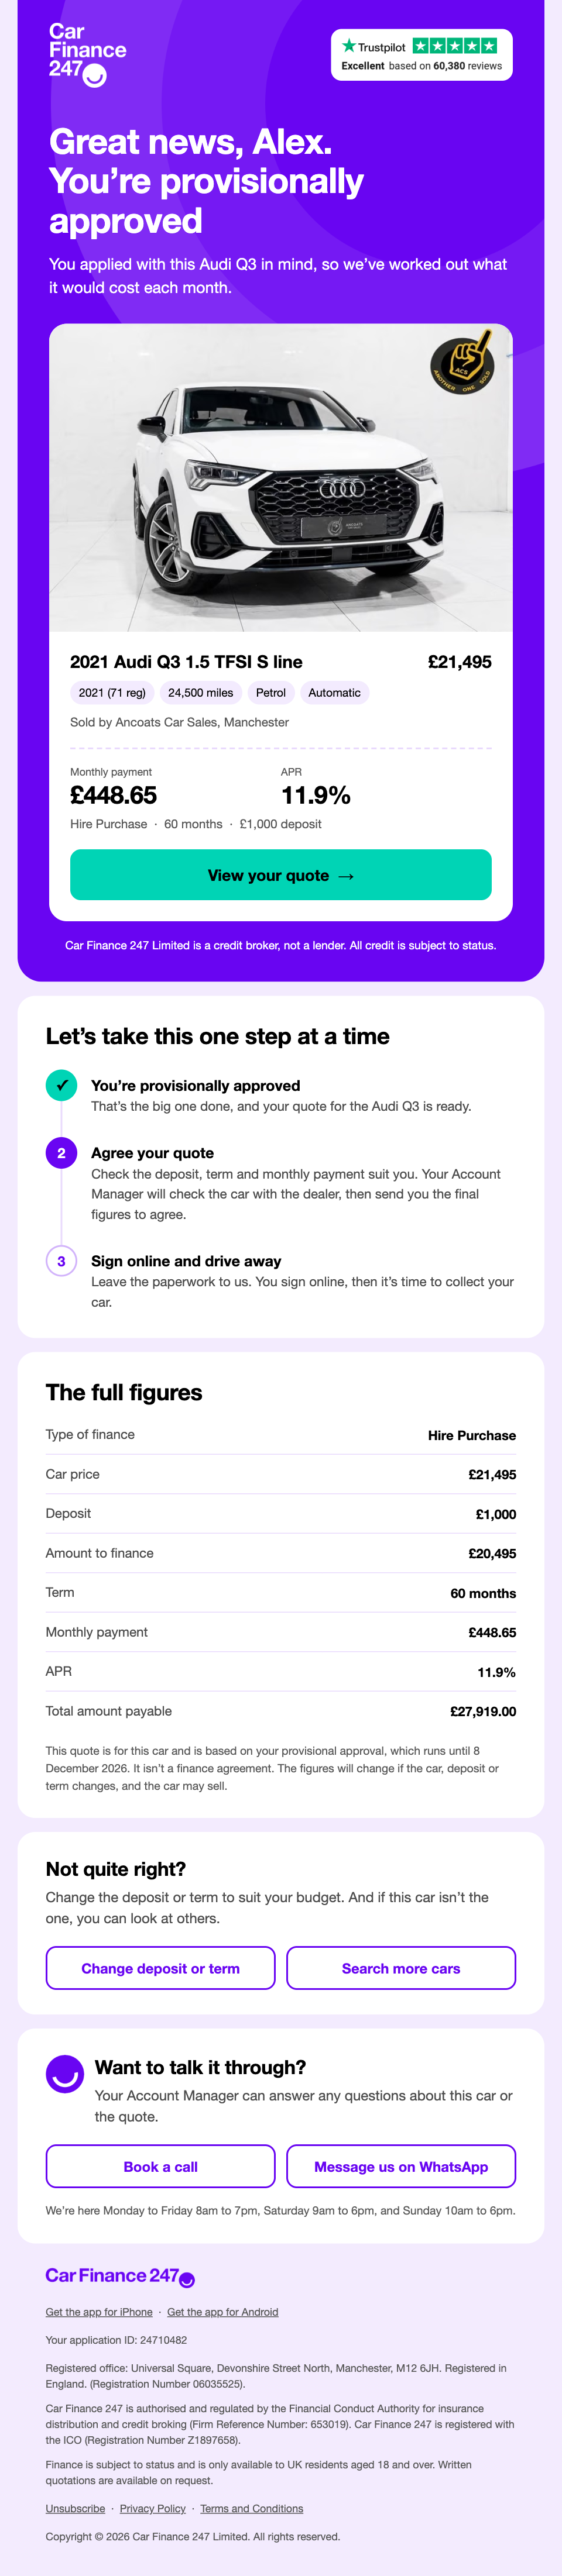 Car
Finance
247
Trustpilot
Excellent based on 60,380 reviews
Great news, Alex.
You’re provisionally
approved
You applied with this Audi Q3 in mind, so we’ve worked out what
it would cost each month.
ACS
ANOTHER ONE SOLD
ANCOATS
2021 Audi Q3 1.5 TFSI S line £21,495
2021 (71 reg) 24,500 miles Petrol Automatic
Sold by Ancoats Car Sales, Manchester
Monthly payment APR
£448.65 11.9%
Hire Purchase · 60 months · £1,000 deposit
View your quote →
Car Finance 247 Limited is a credit broker, not a lender. All credit is subject to status.
Let’s take this one step at a time
✓ You’re provisionally approved
That’s the big one done, and your quote for the Audi Q3 is ready.
2 Agree your quote
Check the deposit, term and monthly payment suit you. Your Account
Manager will check the car with the dealer, then send you the final
figures to agree.
3 Sign online and drive away
Leave the paperwork to us. You sign online, then it’s time to collect your
car.
The full figures
Type of finance Hire Purchase
Car price £21,495
Deposit £1,000
Amount to finance £20,495
Term 60 months
Monthly payment £448.65
APR 11.9%
Total amount payable £27,919.00
This quote is for this car and is based on your provisional approval, which runs until 8
December 2026. It isn’t a finance agreement. The figures will change if the car, deposit or
term changes, and the car may sell.
Not quite right?
Change the deposit or term to suit your budget. And if this car isn’t the
one, you can look at others.
Change deposit or term Search more cars
Want to talk it through?
Your Account Manager can answer any questions about this car or
the quote.
Book a call Message us on WhatsApp
We’re here Monday to Friday 8am to 7pm, Saturday 9am to 6pm, and Sunday 10am to 6pm.
Car Finance 247
Get the app for iPhone · Get the app for Android
Your application ID: 24710482
Registered office: Universal Square, Devonshire Street North, Manchester, M12 6JH. Registered in
England. (Registration Number 06035525).
Car Finance 247 is authorised and regulated by the Financial Conduct Authority for insurance
distribution and credit broking (Firm Reference Number: 653019). Car Finance 247 is registered with
the ICO (Registration Number Z1897658).
Finance is subject to status and is only available to UK residents aged 18 and over. Written
quotations are available on request.
Unsubscribe · Privacy Policy · Terms and Conditions
Copyright © 2026 Car Finance 247 Limited. All rights reserved.